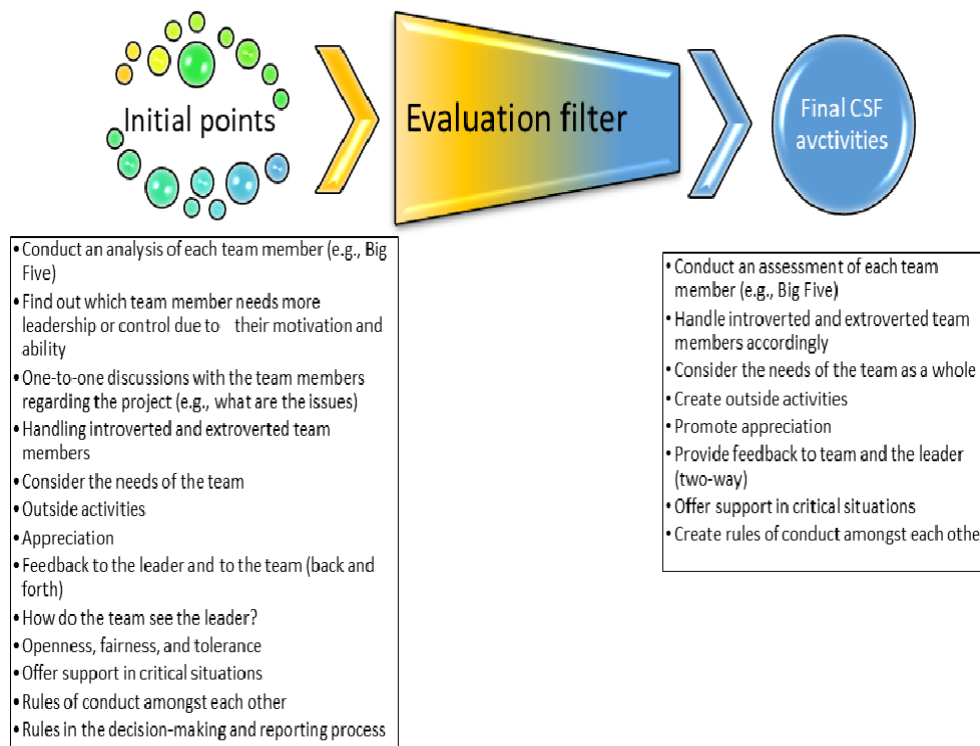 Initial points
Evaluation filter
Final CSF
avctivities
• Conduct an analysis of each team member (e.g., Big
Five)
• Find out which team member needs more
leadership or control due to their motivation and
ability
• One-to-one discussions with the team members
regarding the project (e.g., what are the issues)
• Handling introverted and extroverted team
members
• Consider the needs of the team
• Outside activities
• Appreciation
• Feedback to the leader and to the team (back and
forth)
• How do the team see the leader?
• Openness, fairness, and tolerance
• Offer support in critical situations
• Rules of conduct amongst each other
• Rules in the decision-making and reporting process
• Conduct an assessment of each team
member (e.g., Big Five)
• Handle introverted and extroverted team
members accordingly
• Consider the needs of the team as a whole
• Create outside activities
• Promote appreciation
• Provide feedback to team and the leader
(two-way)
• Offer support in critical situations
• Create rules of conduct amongst each othe